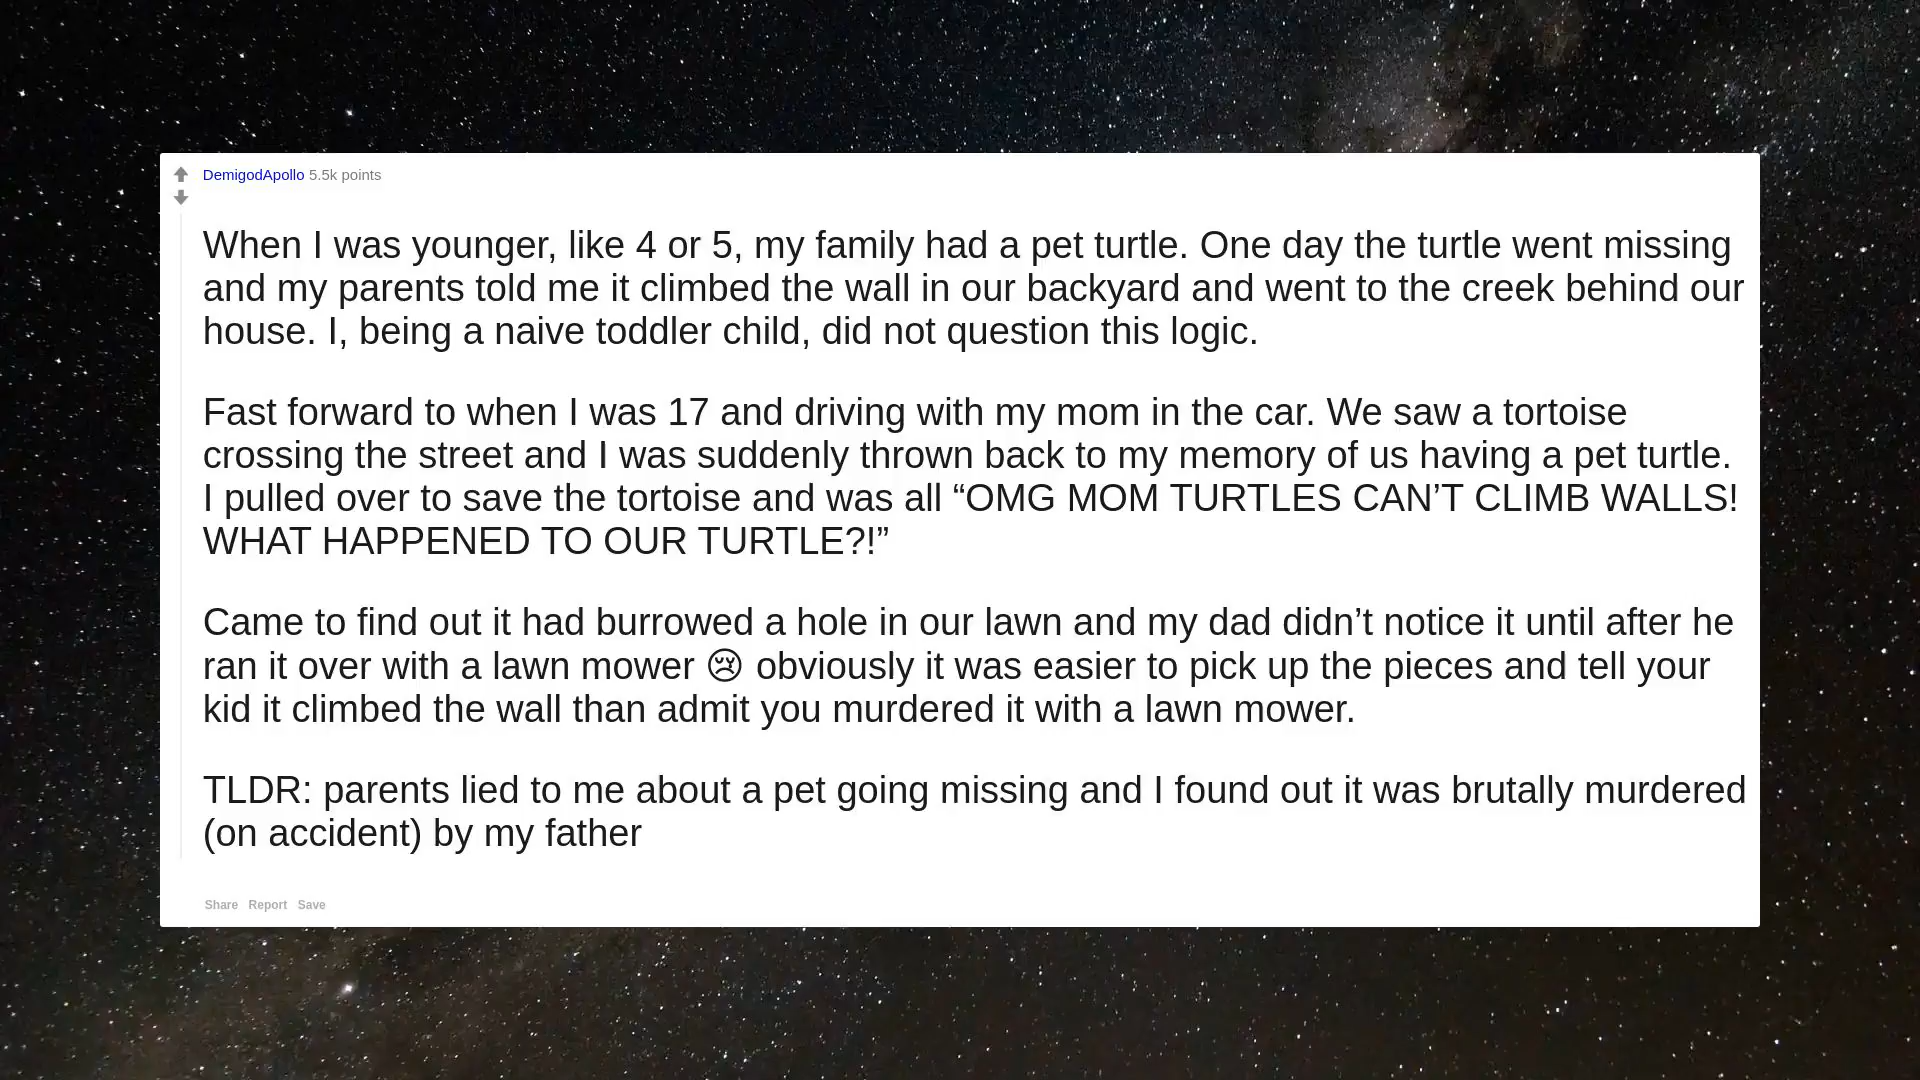 DemigodApollo 5.5k points
When I was younger, like 4 or 5, my family had a pet turtle. One day the turtle went missing
and my parents told me it climbed the wall in our backyard and went to the creek behind our
house. I, being a naive toddler child, did not question this logic.
Fast forward to when I was 17 and driving with my mom in the car. We saw a tortoise
crossing the street and I was suddenly thrown back to my memory of us having a pet turtle.
I pulled over to save the tortoise and was all “OMG MOM TURTLES CAN’T CLIMB WALLS!
WHAT HAPPENED TO OUR TURTLE?!”
Came to find out it had burrowed a hole in our lawn and my dad didn’t notice it until after he
ran it over with a lawn mower 😢 obviously it was easier to pick up the pieces and tell your
kid it climbed the wall than admit you murdered it with a lawn mower.
TLDR: parents lied to me about a pet going missing and I found out it was brutally murdered
(on accident) by my father
Share Report Save